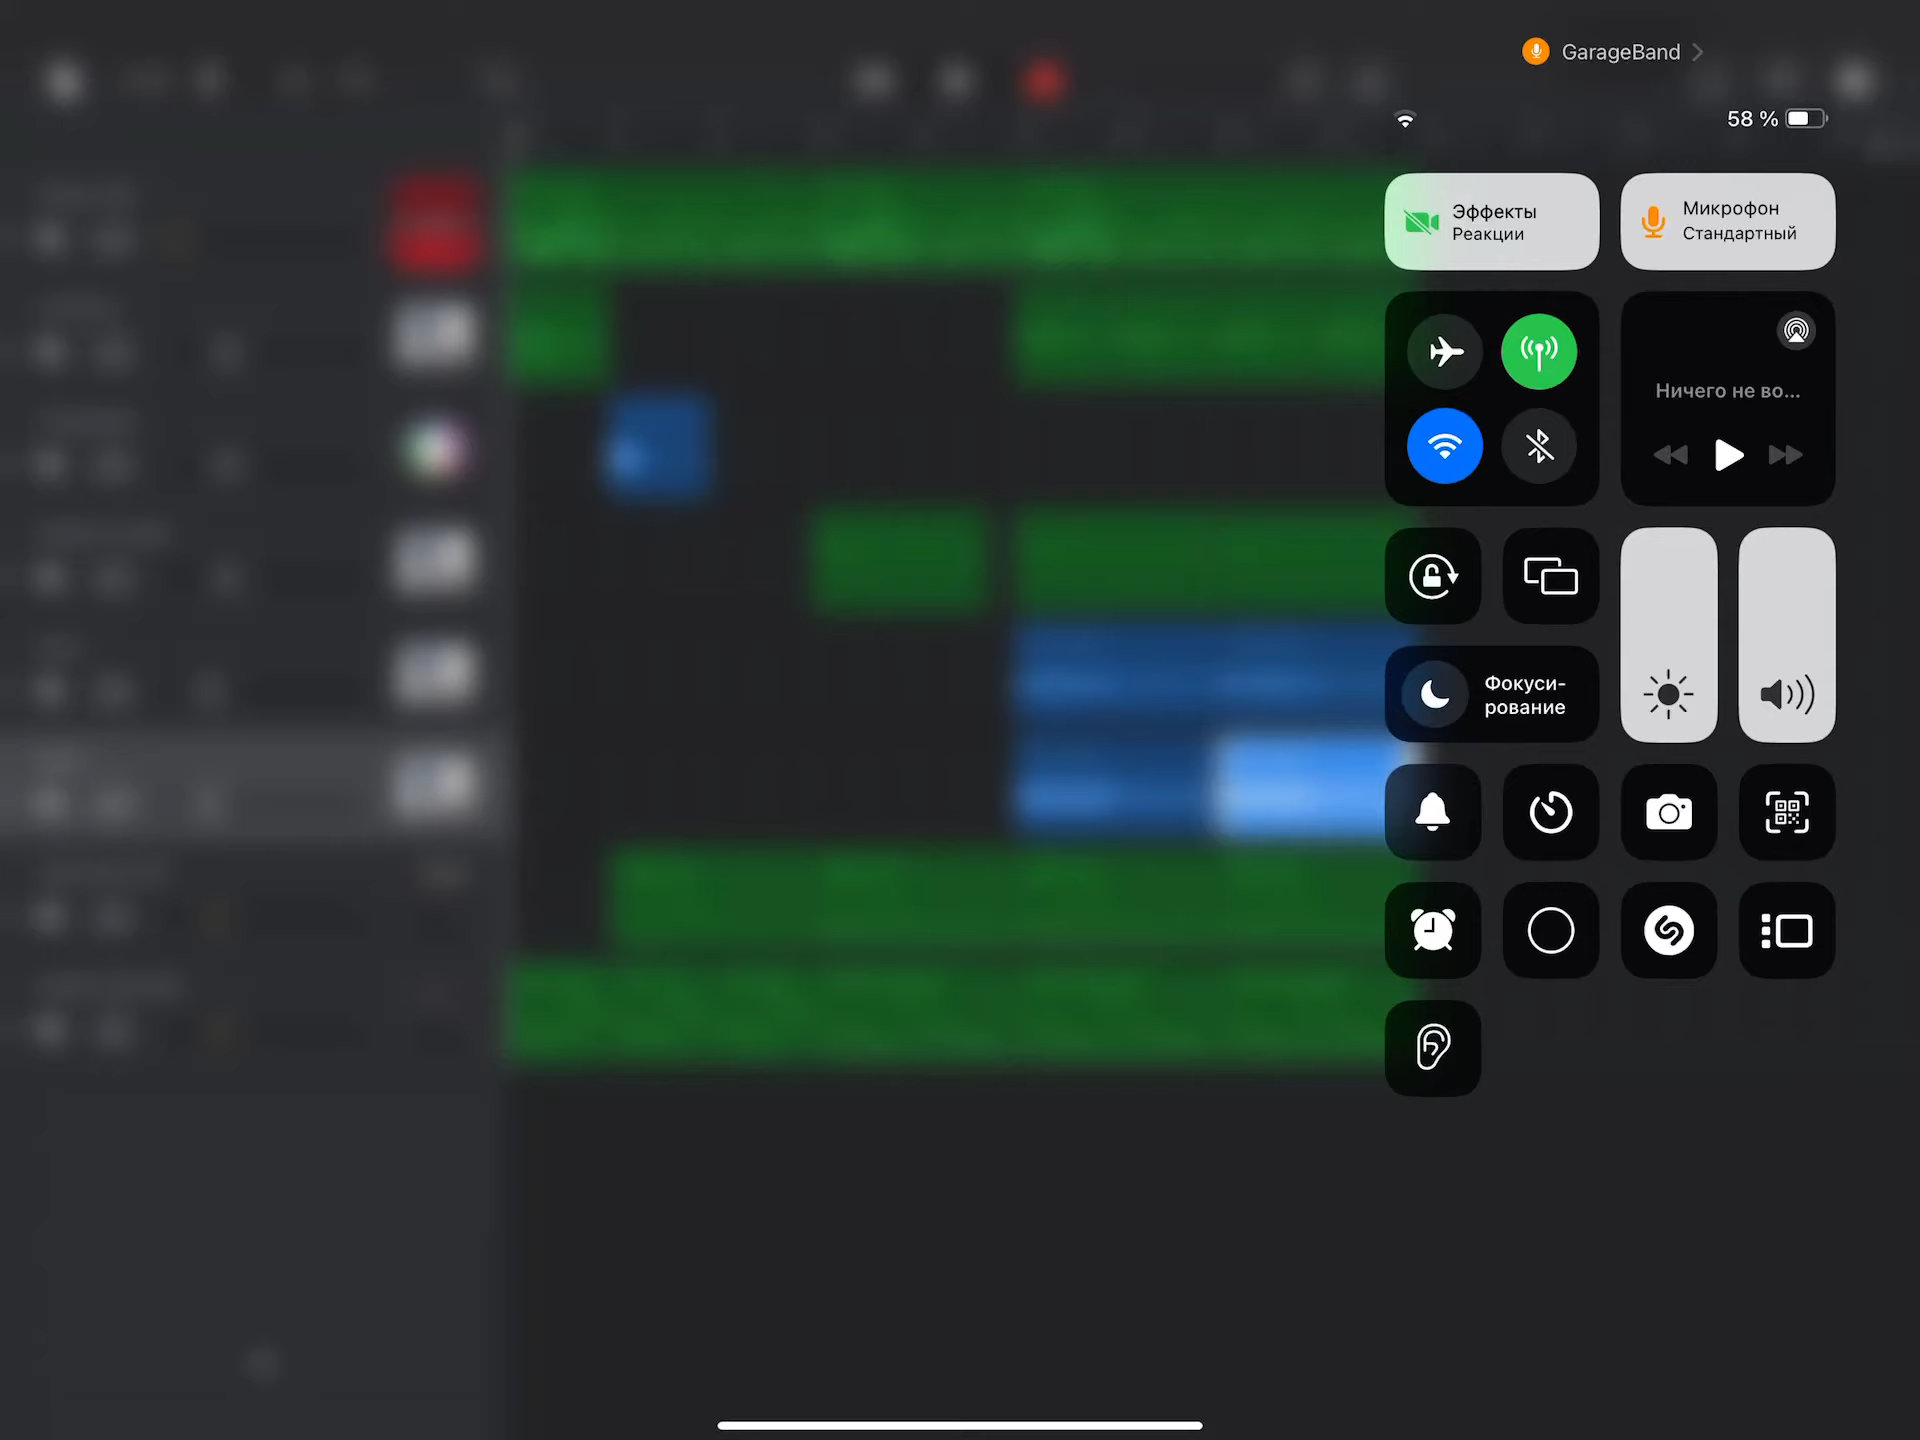 GarageBand
58 %
Эффекты
Реакции
Микрофон
Стандартный
Ничего не во...
Фокуси-
рование